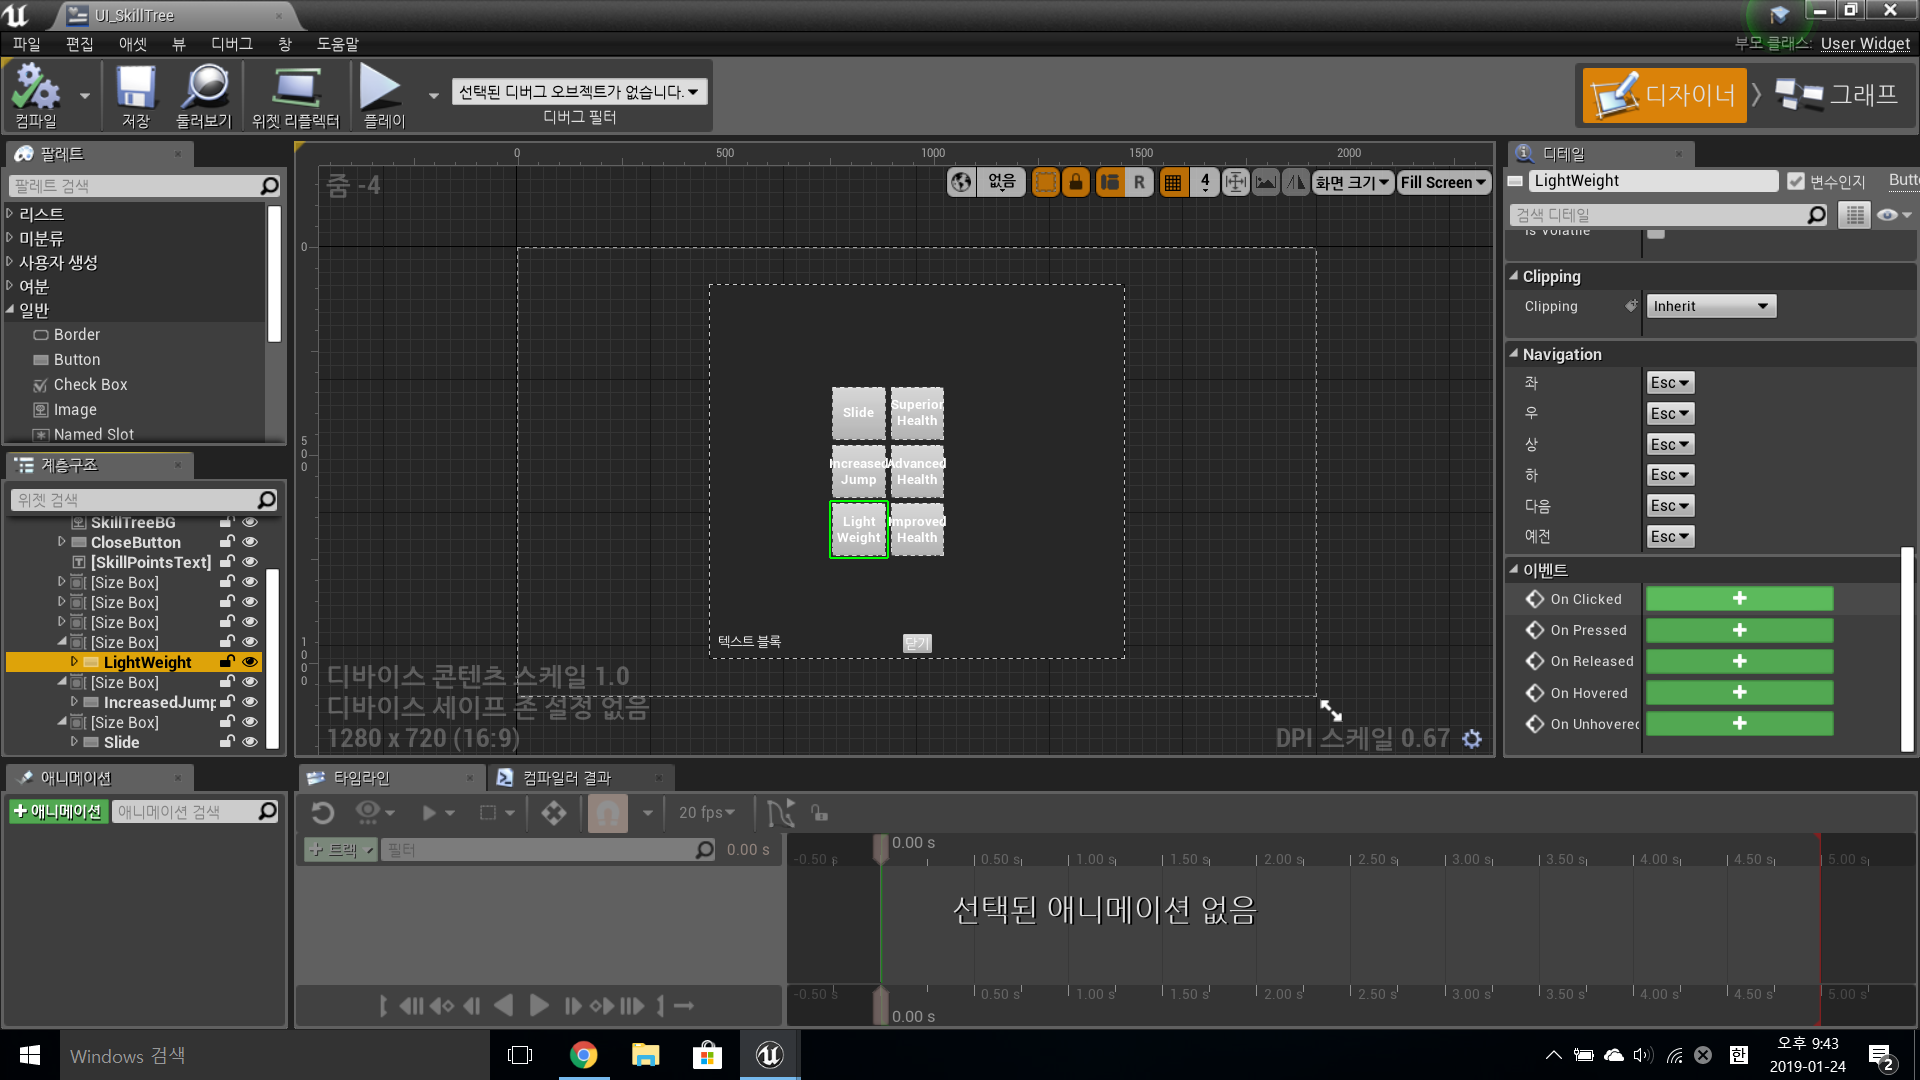 UI_SkillTree
파일 편집 애셋 뷰 디버그 창 도움말
부모 클래스: User Widget
컴파일 저장 둘러보기 위젯 리플렉터 플레이
선택된 디버그 오브젝트가 없습니다.
디버그 필터
디자이너 그래프
팔레트
팔레트 검색
리스트
미분류
사용자 생성
여분
일반
Border
Button
Check Box
Image
Named Slot
계층구조
위젯 검색
SkillTreeBG
CloseButton
[SkillPointsText]
[Size Box]
[Size Box]
[Size Box]
[Size Box]
LightWeight
[Size Box]
IncreasedJump
[Size Box]
Slide
0 500 1000 1500 2000
줌 -4
없음 R 4 화면 크기 Fill Screen
0
500
1000
Slide
Superior
Health
Increased
Jump
Advanced
Health
Light
Weight
Improved
Health
텍스트 블록
닫기
디바이스 콘텐츠 스케일 1.0
디바이스 세이프 존 설정 없음
1280 x 720 (16:9)
DPI 스케일 0.67
디테일
LightWeight 변수인지 Butt
검색 디테일
Is Volatile
Clipping
Clipping Inherit
Navigation
좌 Esc
우 Esc
상 Esc
하 Esc
다음 Esc
예전 Esc
이벤트
On Clicked
On Pressed
On Released
On Hovered
On Unhovered
애니메이션
+ 애니메이션 애니메이션 검색
타임라인 컴파일러 결과
20 fps
+ 트랙 필터 0.00 s
0.00 s
-0.50 s 0.50 s 1.00 s 1.50 s 2.00 s 2.50 s 3.00 s 3.50 s 4.00 s 4.50 s 5.00 s
선택된 애니메이션 없음
-0.50 s 0.50 s 1.00 s 1.50 s 2.00 s 2.50 s 3.00 s 3.50 s 4.00 s 4.50 s 5.00 s
0.00 s
Windows 검색
한
오후 9:43
2019-01-24
2